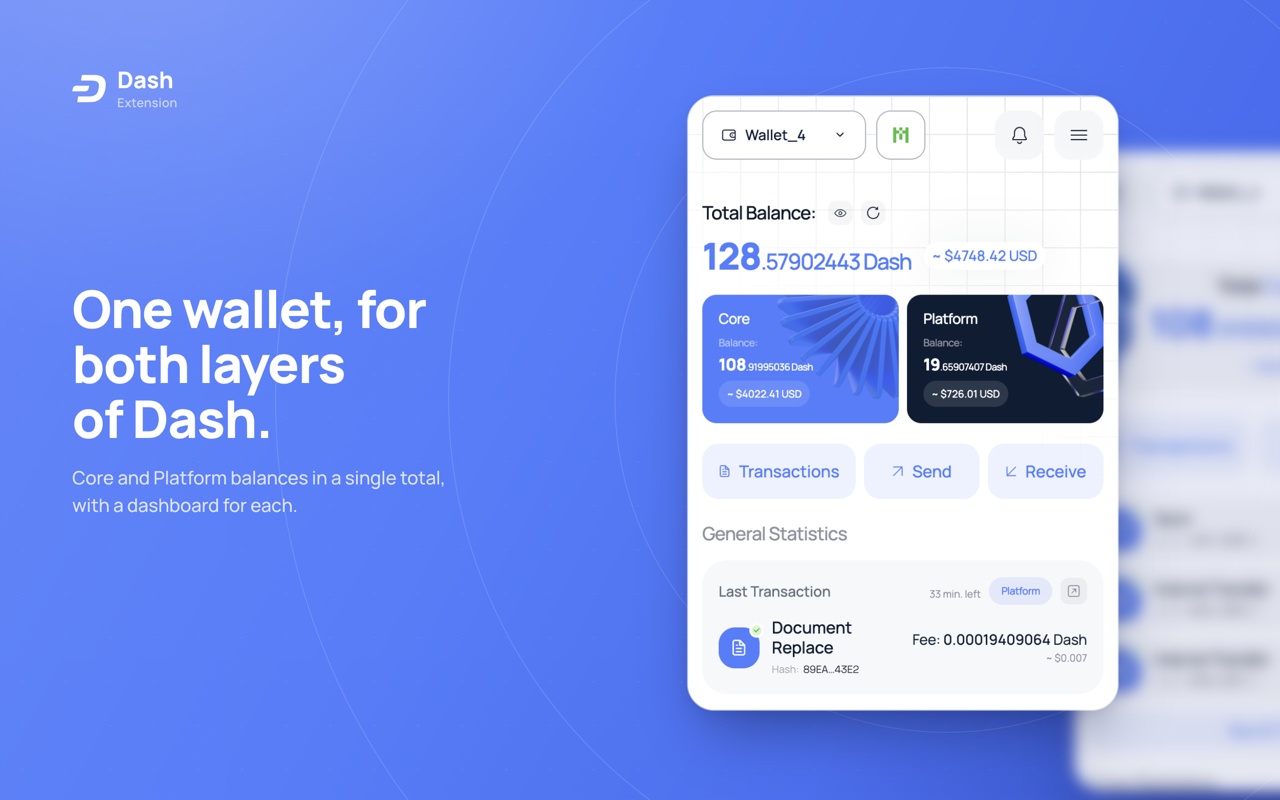 Dash
Extension
One wallet, for
both layers
of Dash.
Core and Platform balances in a single total,
with a dashboard for each.
Wallet_4
Total Balance:
128.57902443 Dash
~ $4748.42 USD
Core
Balance:
108.91995036 Dash
~ $4022.41 USD
Platform
Balance:
19.65907407 Dash
~ $726.01 USD
Transactions
Send
Receive
General Statistics
Last Transaction
33 min. left
Platform
Document
Replace
Hash: 89EA...43E2
Fee: 0.00019409064 Dash
~ $0.007